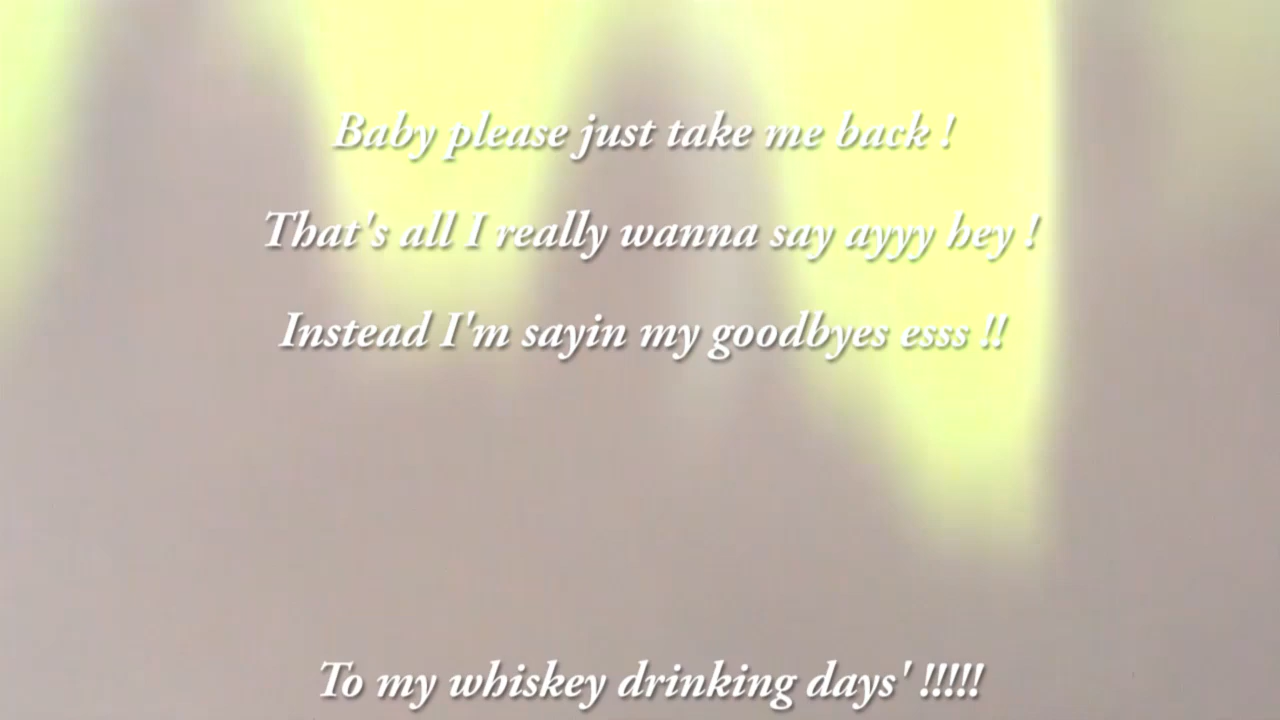 Baby please just take me back !
That's all I really wanna say ayyy hey !
Instead I'm sayin my goodbyes esss !!
To my whiskey drinking days' !!!!!